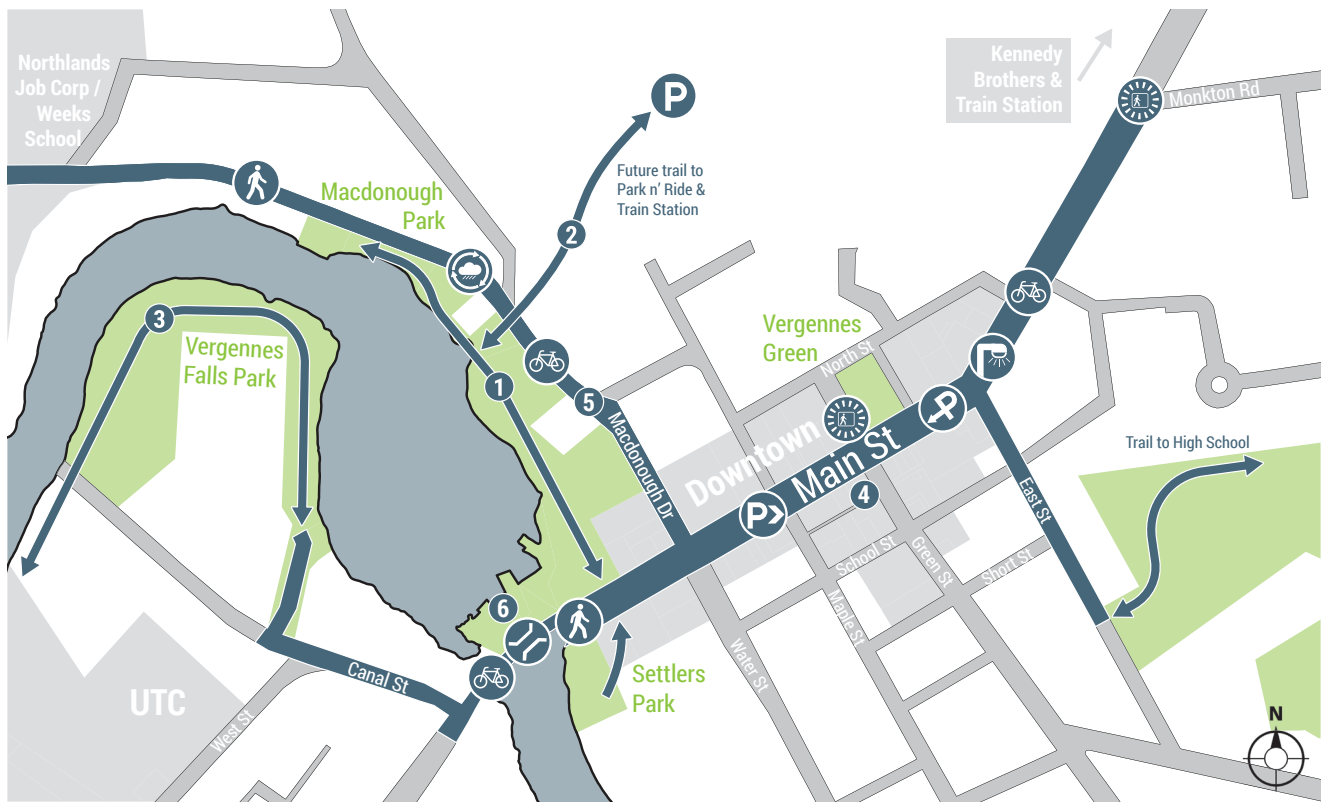 Northlands
Job Corp /
Weeks
School
Kennedy
Brothers &
Train Station
Monkton Rd
P
Future trail to
Park n' Ride &
Train Station
2
Macdonough
Park
3
Vergennes
Falls Park
Vergennes
Green
North St
1
5
Macdonough Dr
Downtown
Main St
P
P
4
Trail to High School
East St
School St
Green St
Short St
Maple St
Water St
6
Settlers
Park
Canal St
UTC
West St
N